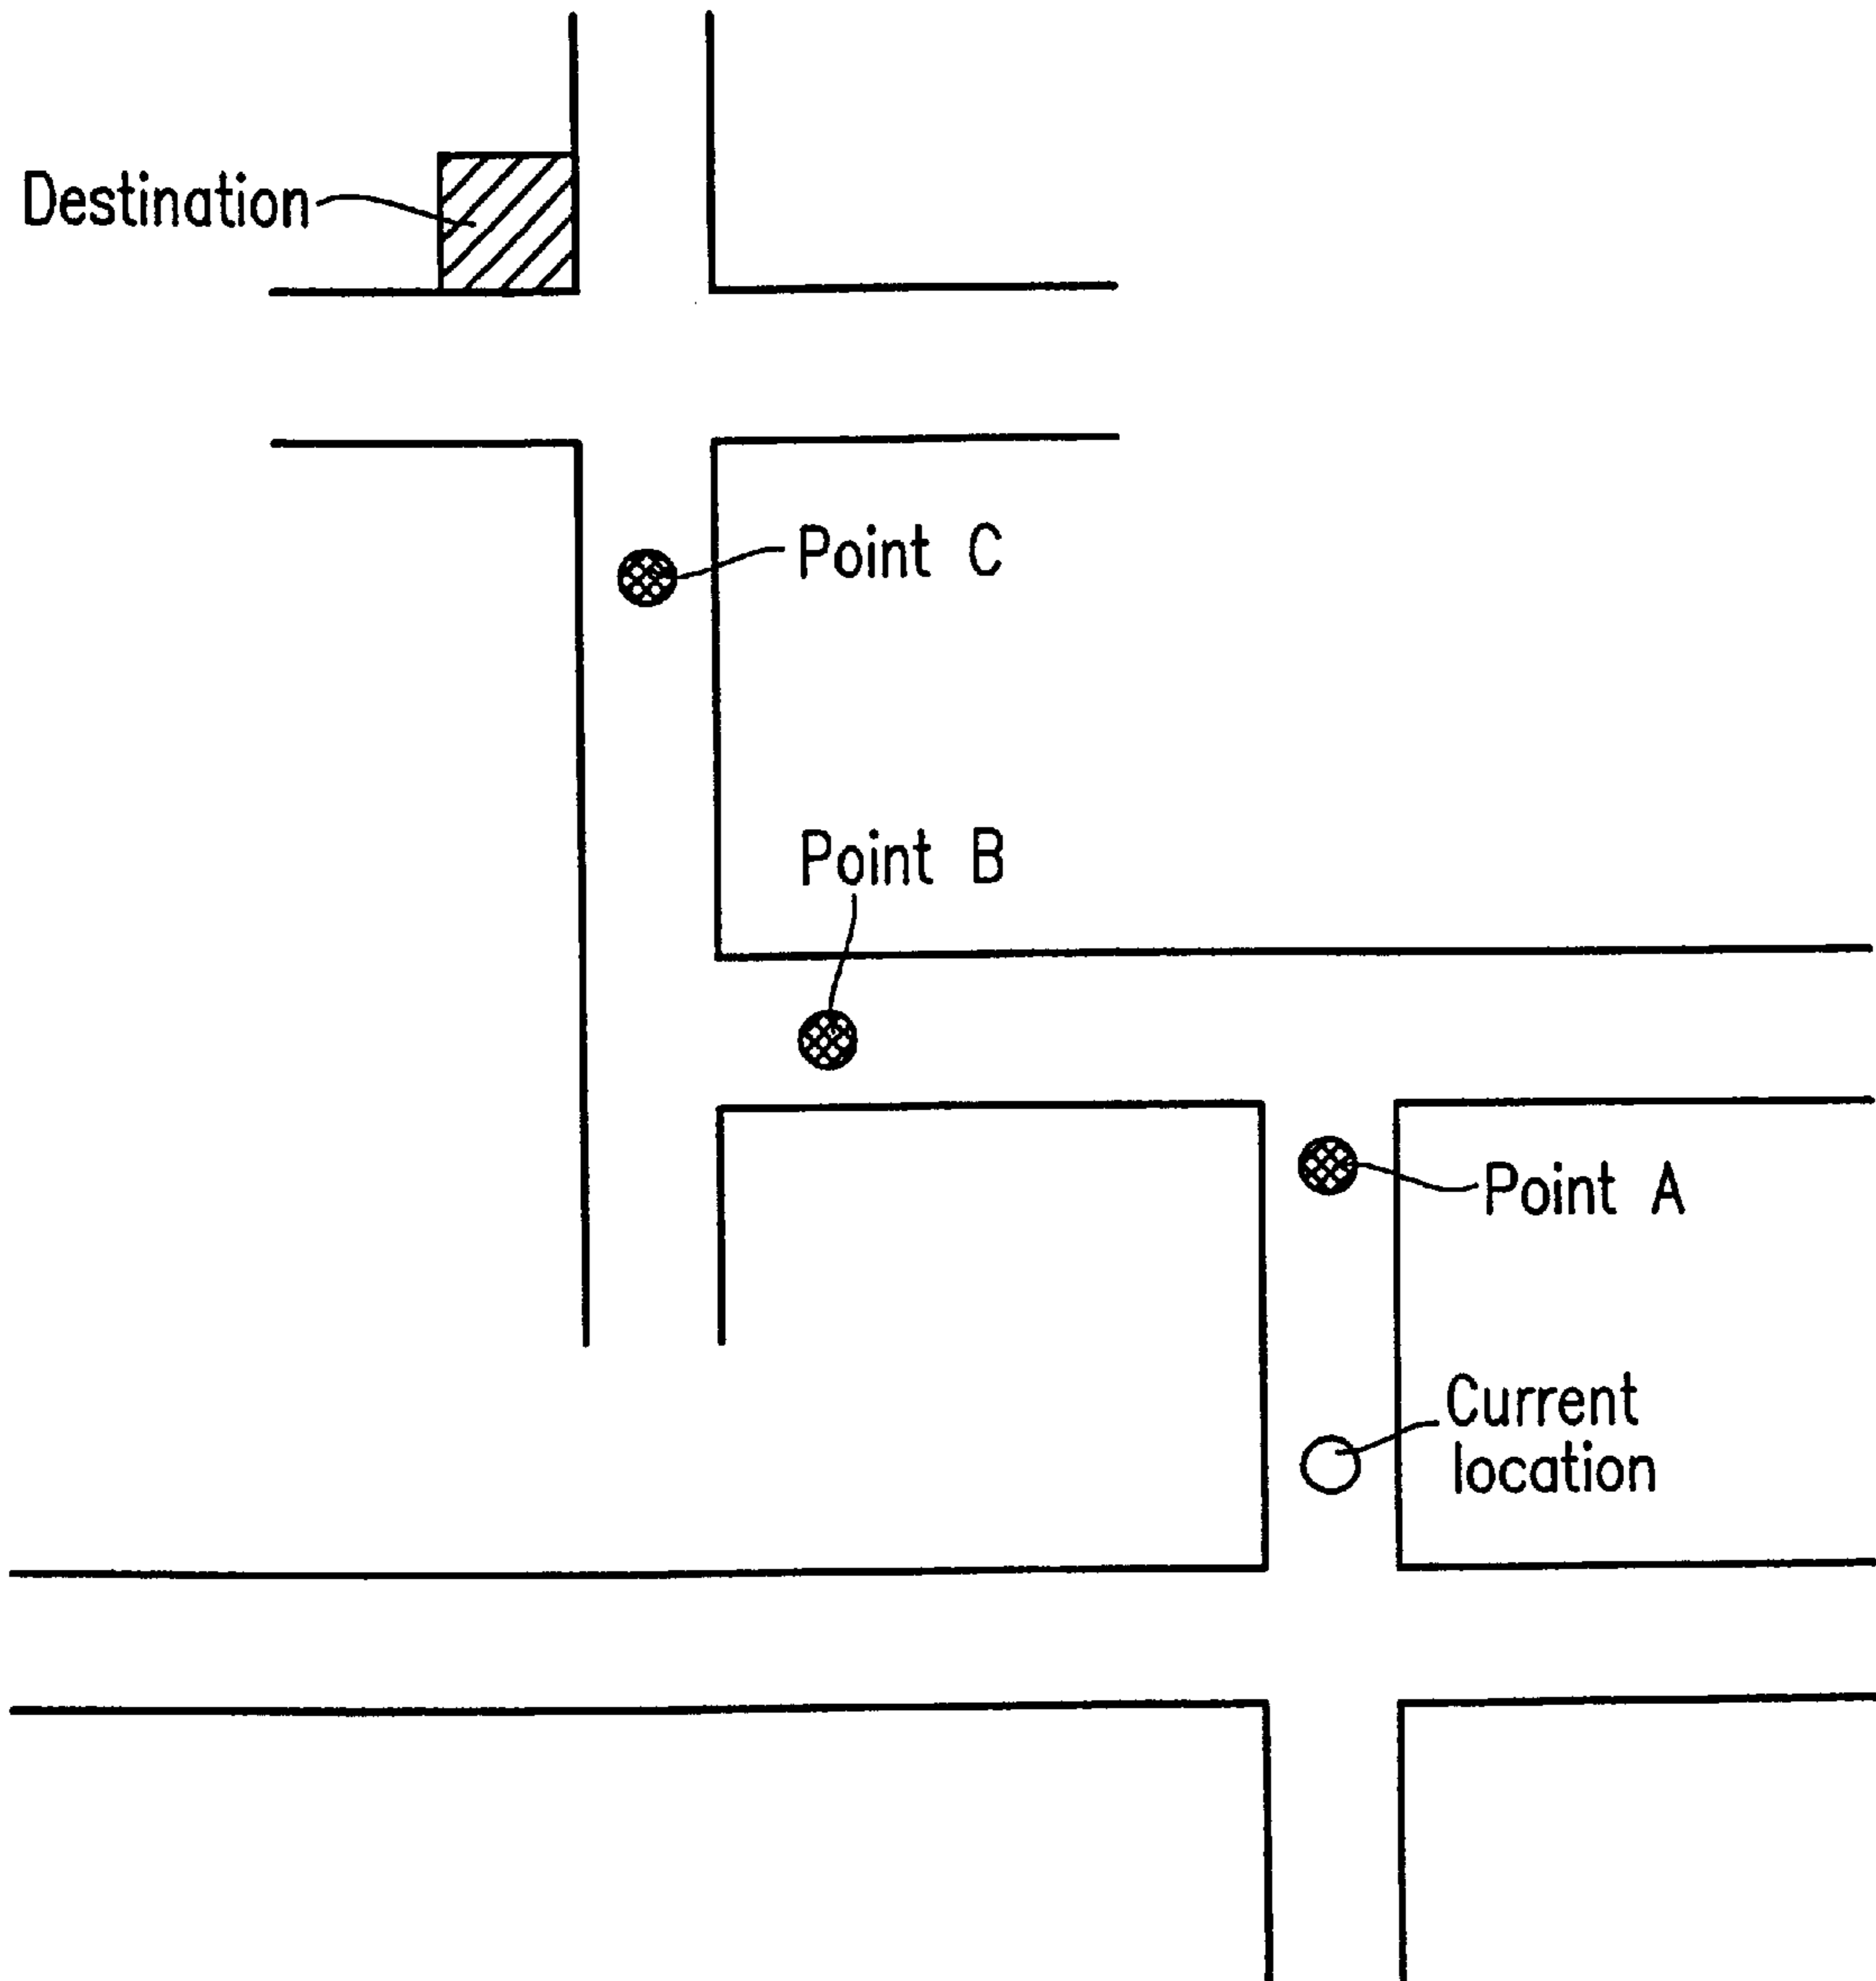 Destination
Point C
Point B
Point A
Current
location